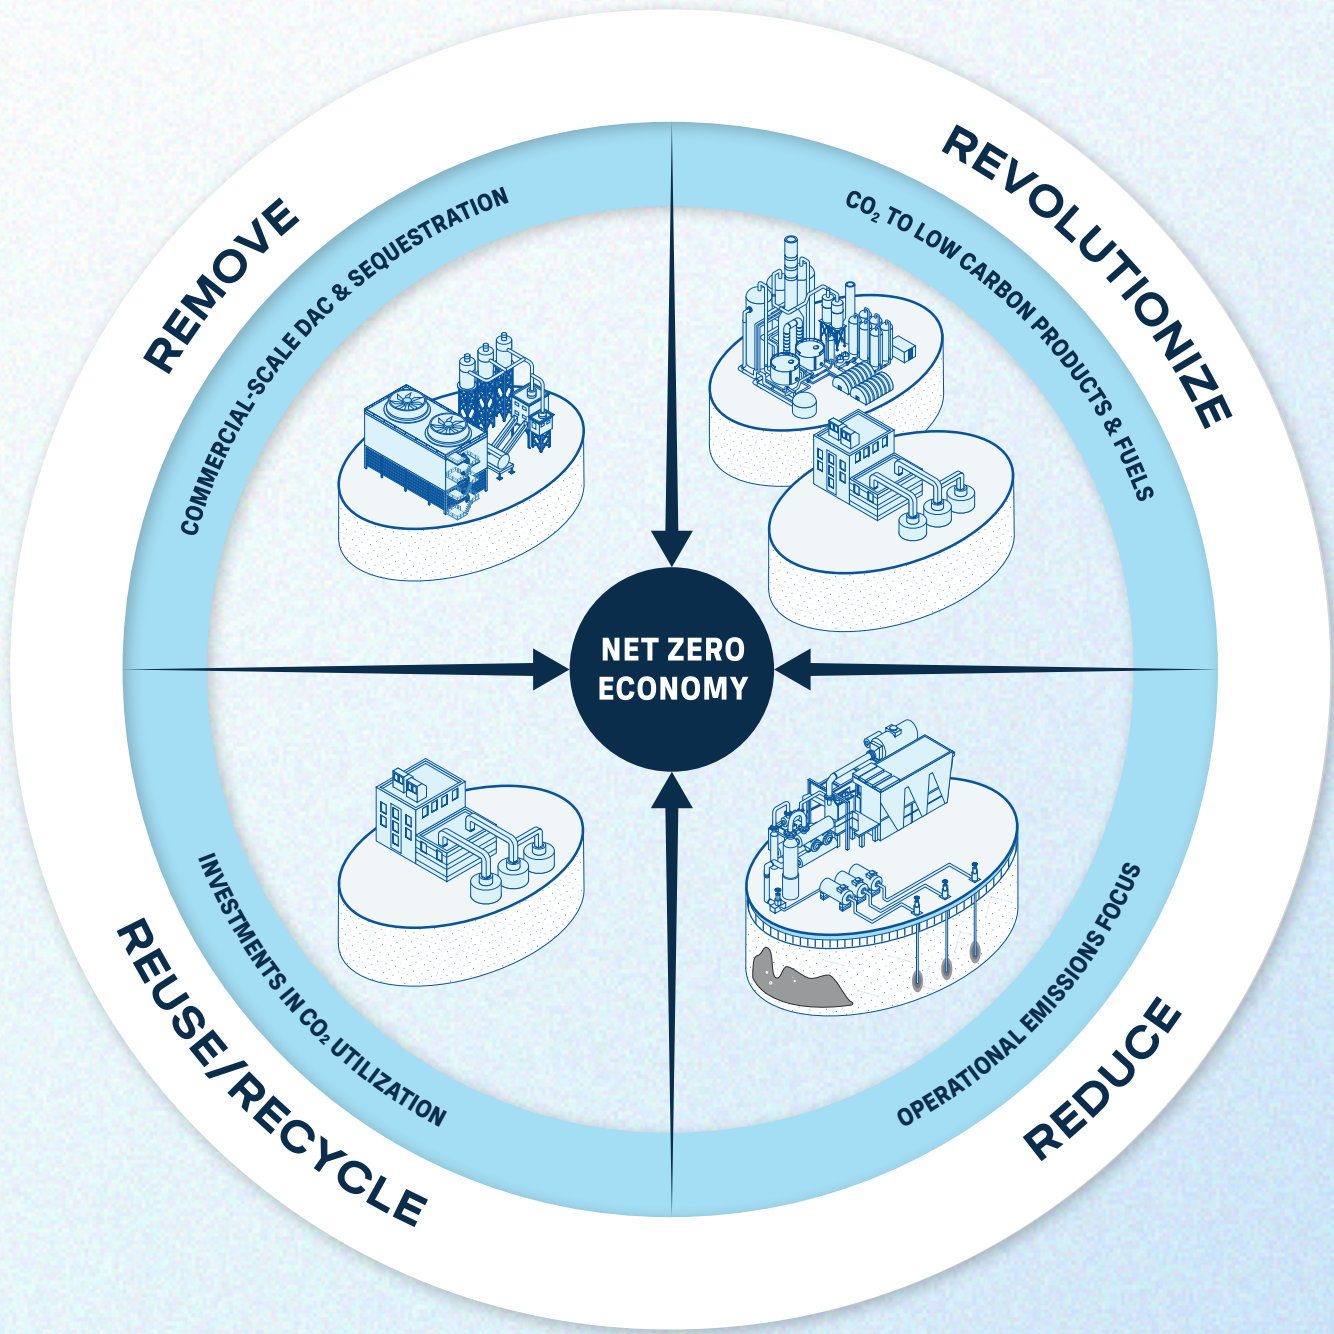 REMOVE
COMMERCIAL-SCALE DAC & SEQUESTRATION
REVOLUTIONIZE
CO₂ TO LOW CARBON PRODUCTS & FUELS
NET ZERO
ECONOMY
REUSE/RECYCLE
INVESTMENTS IN CO₂ UTILIZATION
REDUCE
OPERATIONAL EMISSIONS FOCUS